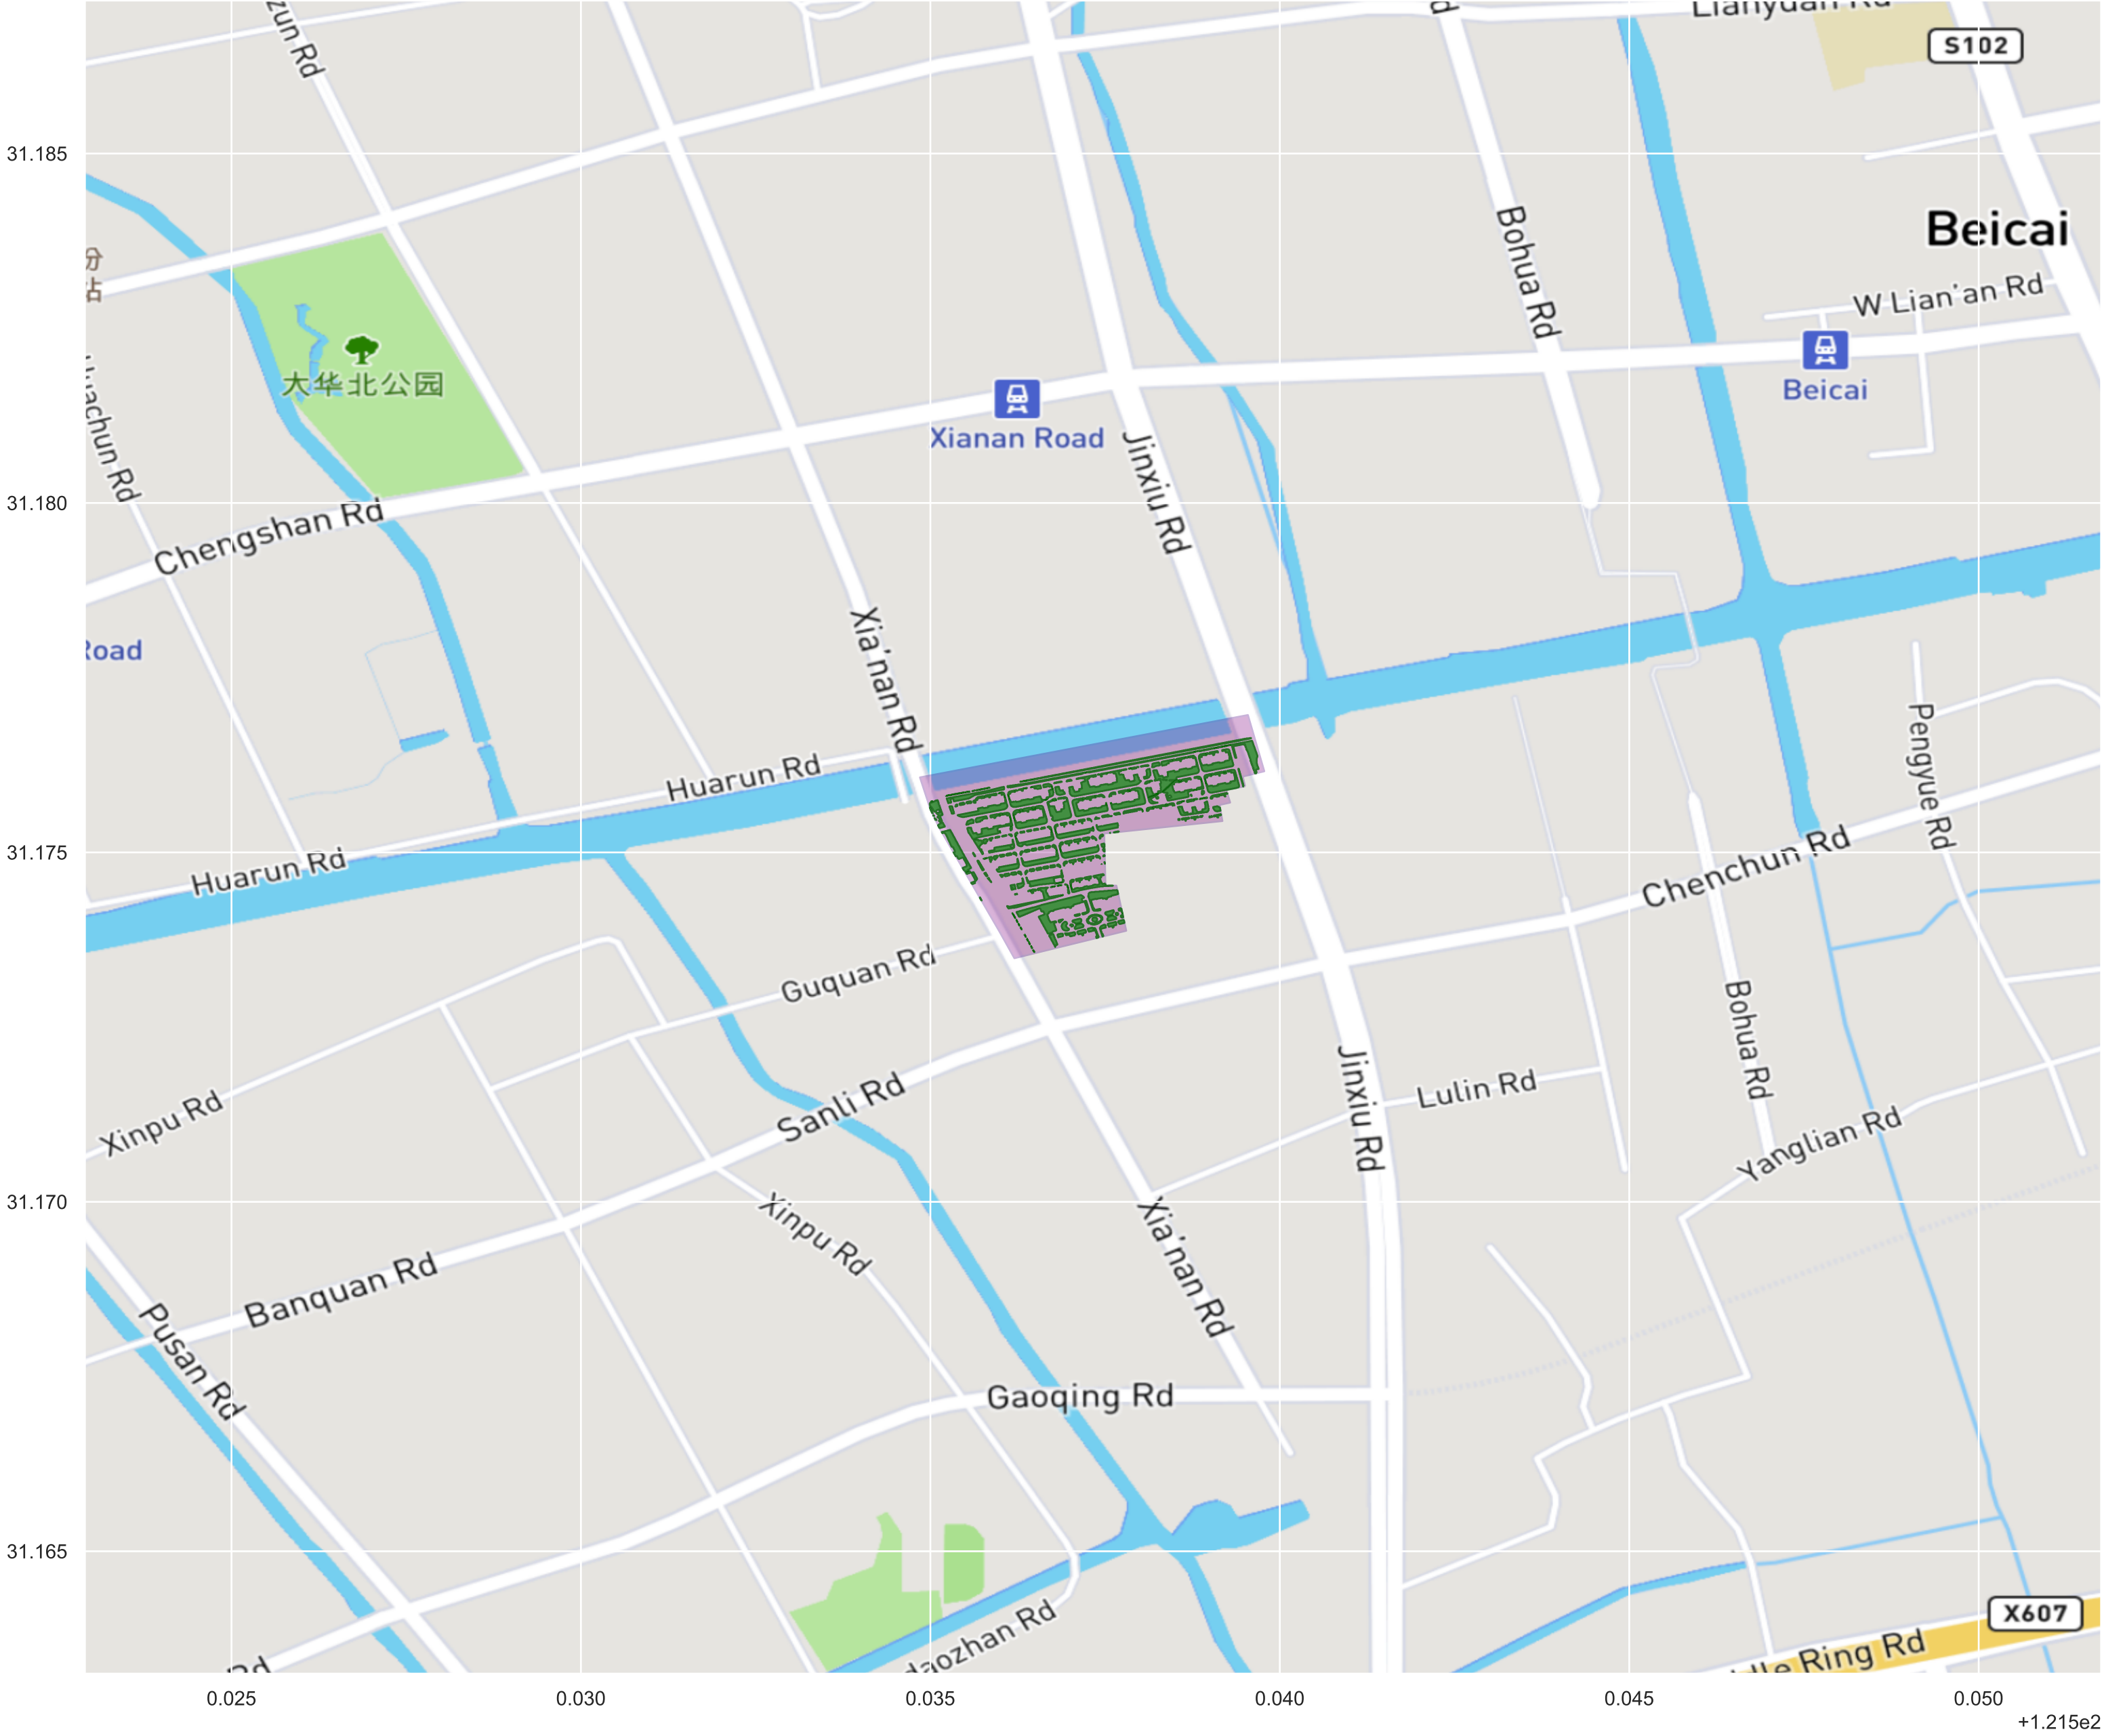 Lianyuan Rd
S102
31.185
Bohua Rd
Beicai
分
站
W Lian'an Rd
大华北公园
Beicai
Huachun Rd
Xianan Road
Jinxiu Rd
31.180
Chengshan Rd
Road
Xia'nan Rd
Huarun Rd
Pengyue Rd
31.175
Huarun Rd
Chenchun Rd
Guquan Rd
Bohua Rd
Xinpu Rd
Sanli Rd
Jinxiu Rd
Lulin Rd
Yanglian Rd
31.170
Xinpu Rd
Xia'nan Rd
Banquan Rd
Pusan Rd
Gaoqing Rd
31.165
X607
aozhan Rd
Rd
dle Ring Rd
0.025
0.030
0.035
0.040
0.045
0.050
+1.215e2